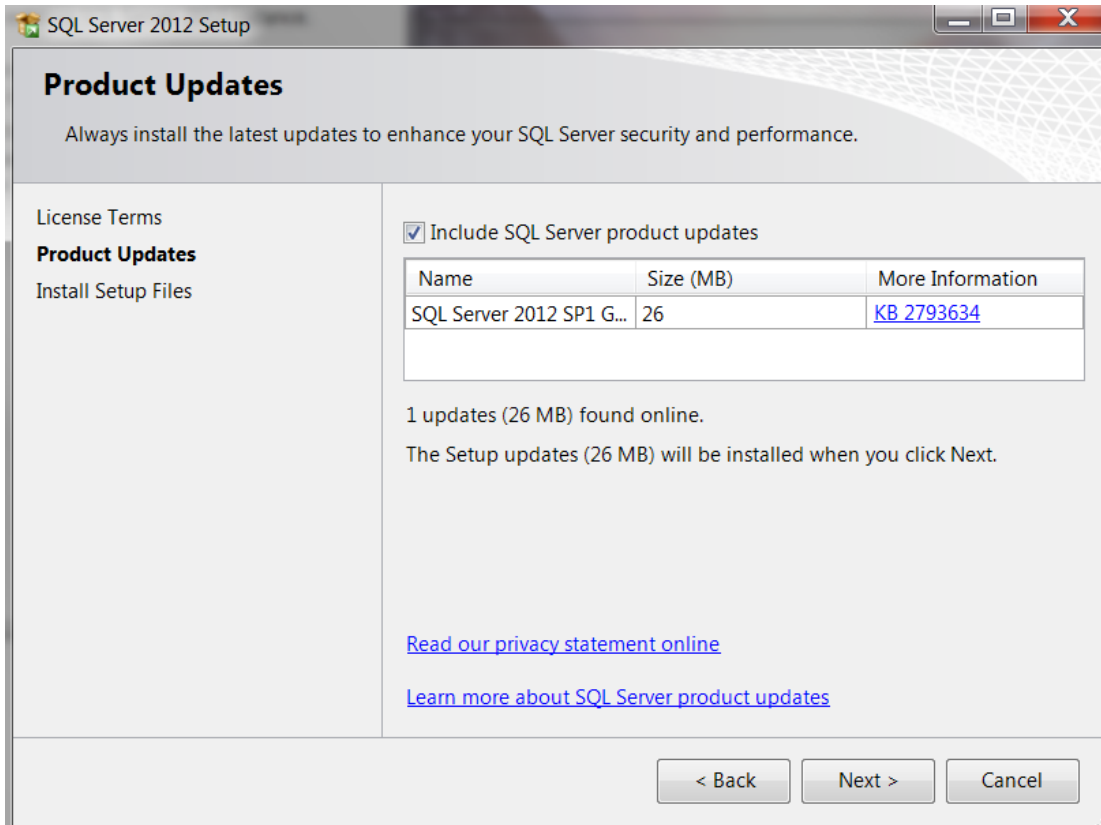 SQL Server 2012 Setup
Product Updates
Always install the latest updates to enhance your SQL Server security and performance.
License Terms
Product Updates
Install Setup Files
Include SQL Server product updates
Name Size (MB) More Information
SQL Server 2012 SP1 G... 26 KB 2793634
1 updates (26 MB) found online.
The Setup updates (26 MB) will be installed when you click Next.
Read our privacy statement online
Learn more about SQL Server product updates
< Back Next > Cancel